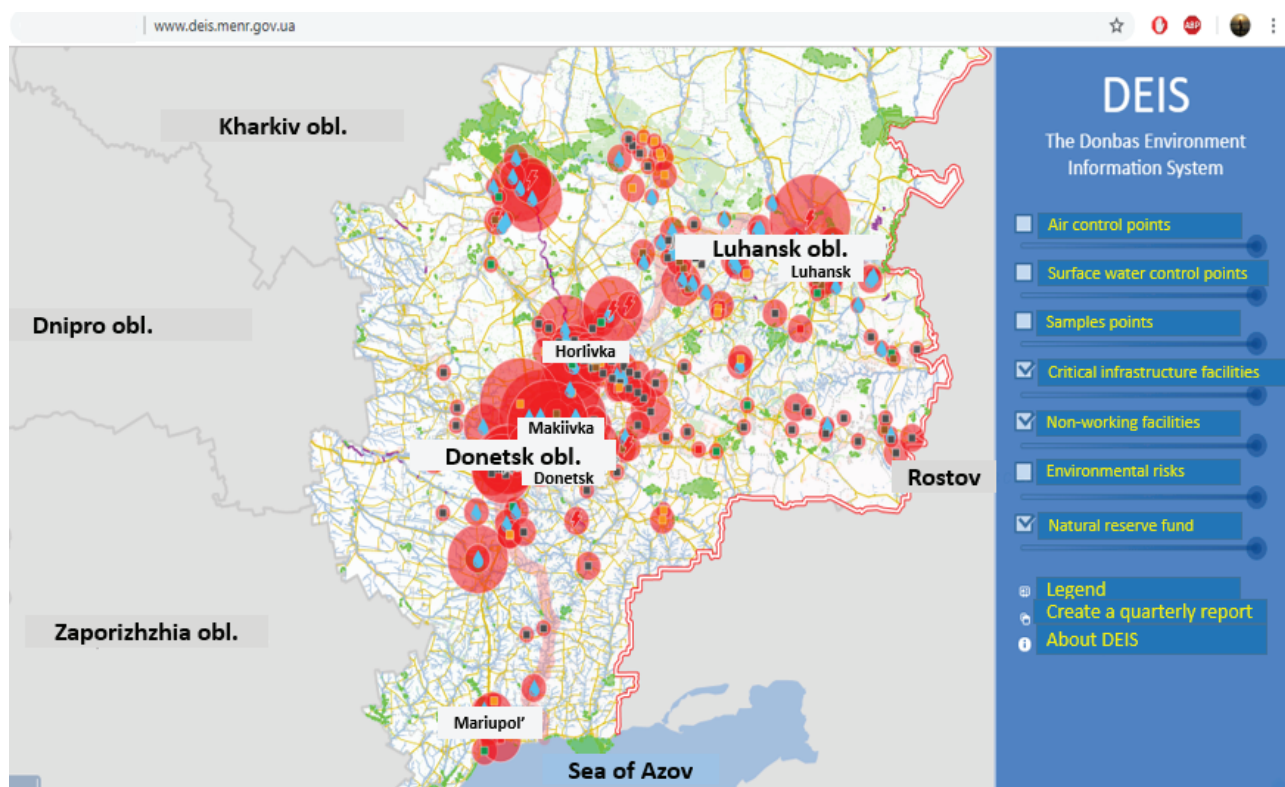 www.deis.menr.gov.ua
ABP
Kharkiv obl.
Luhansk obl.
Luhansk
Dnipro obl.
Horlivka
Makiivka
Donetsk obl.
Donetsk
Rostov
Zaporizhzhia obl.
Mariupol’
Sea of Azov
DEIS
The Donbas Environment
Information System
Air control points
Surface water control points
Samples points
Critical infrastructure facilities
Non-working facilities
Environmental risks
Natural reserve fund
Legend
Create a quarterly report
About DEIS